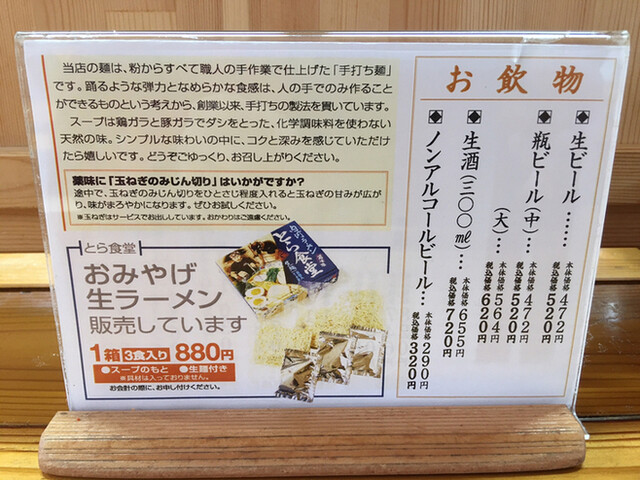 当店の麺は、粉からすべて職人の手作業で仕上げた「手打ち麺」
です。踊るような弾力となめらかな食感は、人の手でのみ作ること
ができるものという考えから、創業以来、手打ちの製法を貫いています。
スープは鶏ガラと豚ガラでダシをとった、化学調味料を使わない
天然の味。シンプルな味わいの中に、コクと深みを感じていただけ
たら嬉しいです。どうぞごゆっくり、お召し上がりください。
薬味に「玉ねぎのみじん切り」はいかがですか?
途中で、玉ねぎのみじん切りをひとさじ程度入れると玉ねぎの甘みが広が
り、味がまろやかになります。ぜひお試しください。
※玉ねぎはサービスでお出ししています。おかわりはご遠慮ください。
とら食堂
おみやげ
生ラーメン
販売しています
1箱 3食入り 880円
●スープのもと ●生麺付き
※具材は入っておりません。
お会計の際に、お申し付けください。
とら食堂
お飲物
◆生ビール……本体価格472円 税込価格520円
◆瓶ビール(中)…本体価格472円 税込価格520円
(大)…本体価格564円 税込価格620円
◆生酒(三〇〇㎖)…本体価格655円 税込価格720円
◆ノンアルコールビール…本体価格290円 税込価格320円